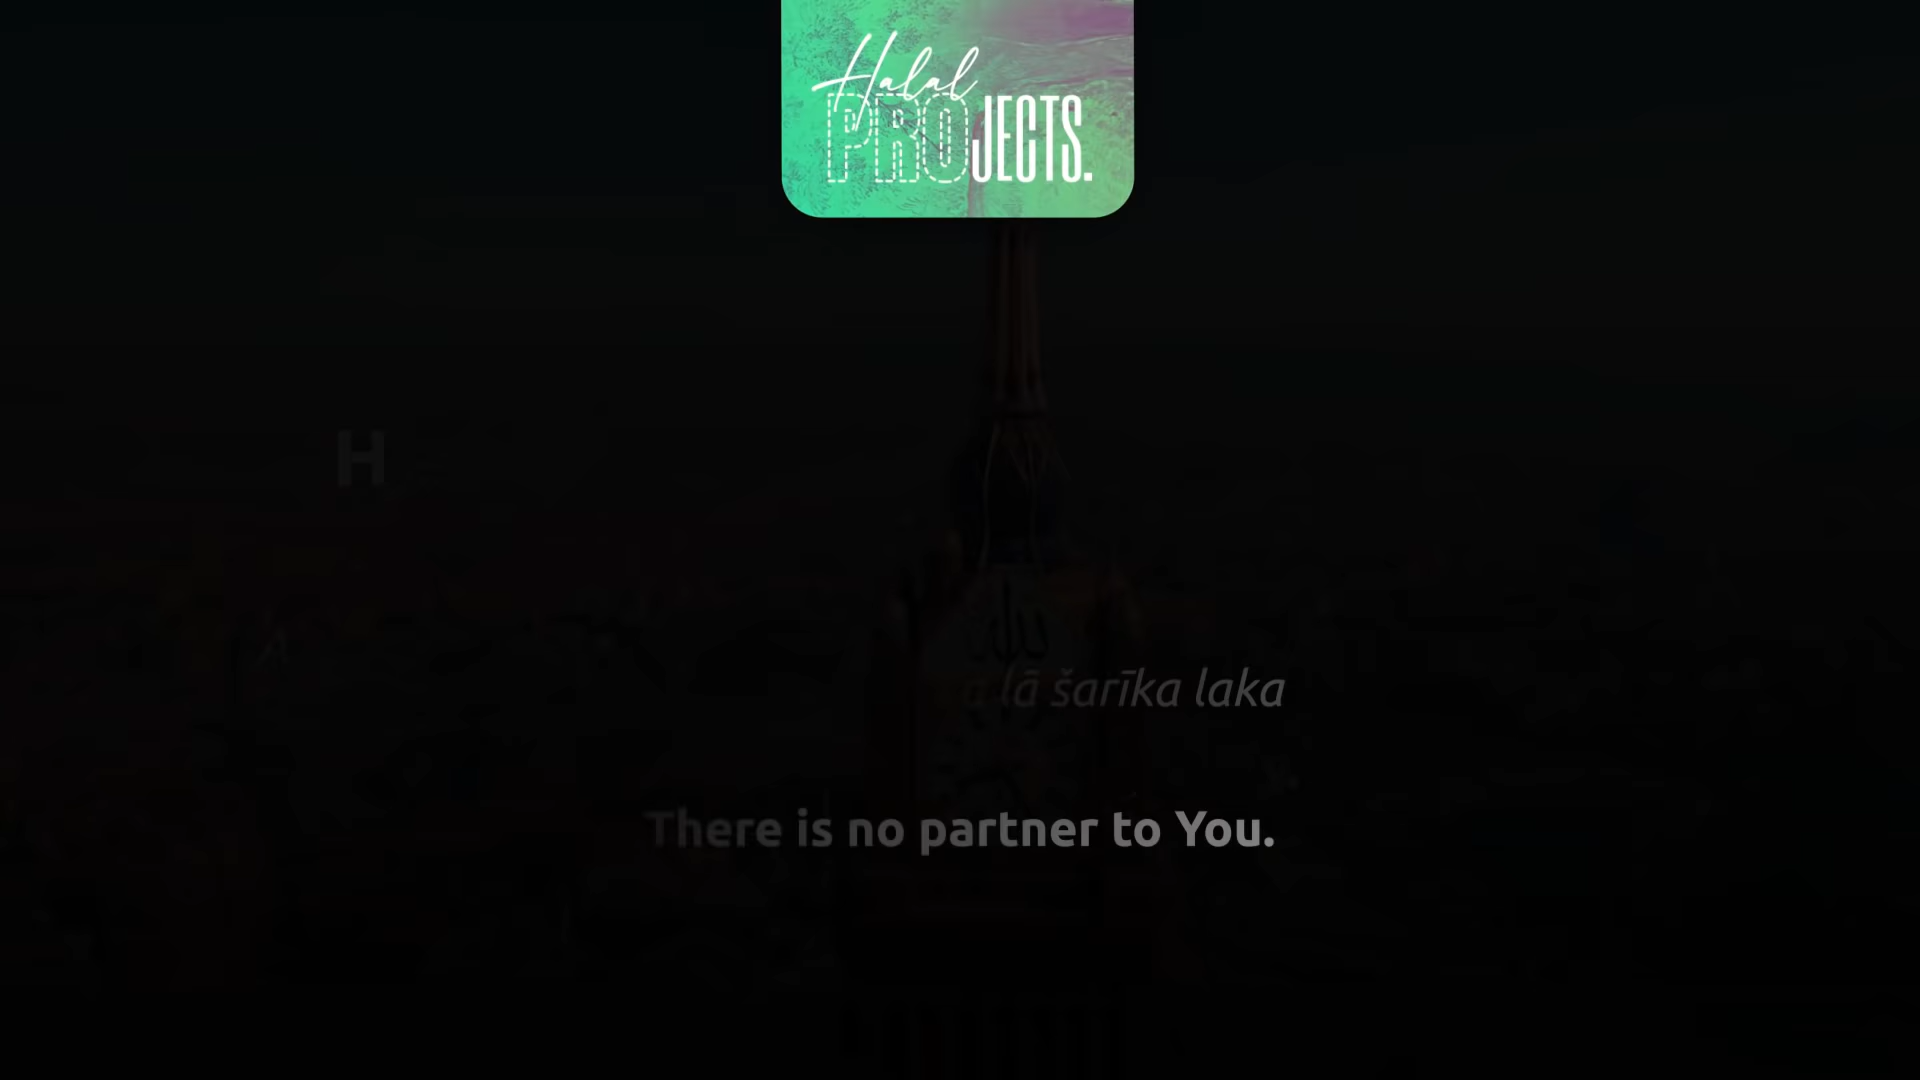 Halal
PROJECTS.
H
lā šarīka laka
There is no partner to You.